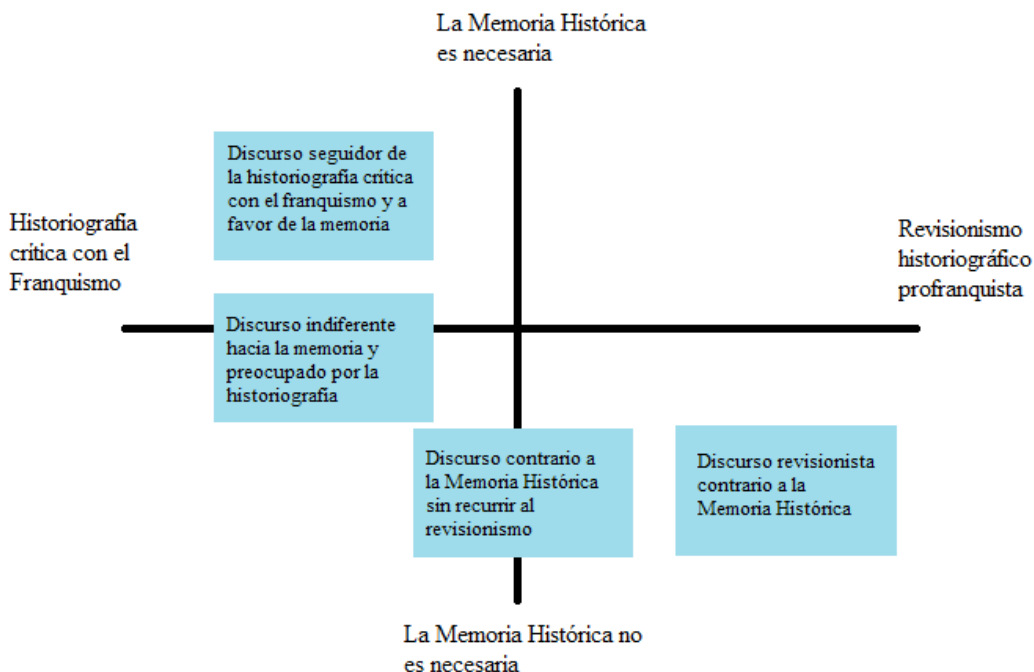 La Memoria Histórica
es necesaria
Discurso seguidor de
la historiografía crítica
con el franquismo y a
favor de la memoria
Historiografía
crítica con el
Franquismo
Revisionismo
historiográfico
profranquista
Discurso indiferente
hacia la memoria y
preocupado por la
historiografía
Discurso contrario a
la Memoria Histórica
sin recurrir al
revisionismo
Discurso revisionista
contrario a la
Memoria Histórica
La Memoria Histórica no
es necesaria